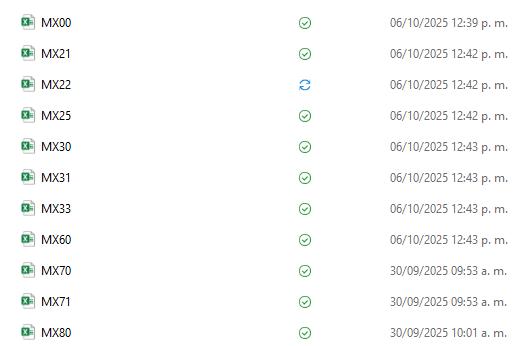 MX00 06/10/2025 12:39 p. m.
MX21 06/10/2025 12:42 p. m.
MX22 06/10/2025 12:42 p. m.
MX25 06/10/2025 12:42 p. m.
MX30 06/10/2025 12:43 p. m.
MX31 06/10/2025 12:43 p. m.
MX33 06/10/2025 12:43 p. m.
MX60 06/10/2025 12:43 p. m.
MX70 30/09/2025 09:53 a. m.
MX71 30/09/2025 09:53 a. m.
MX80 30/09/2025 10:01 a. m.